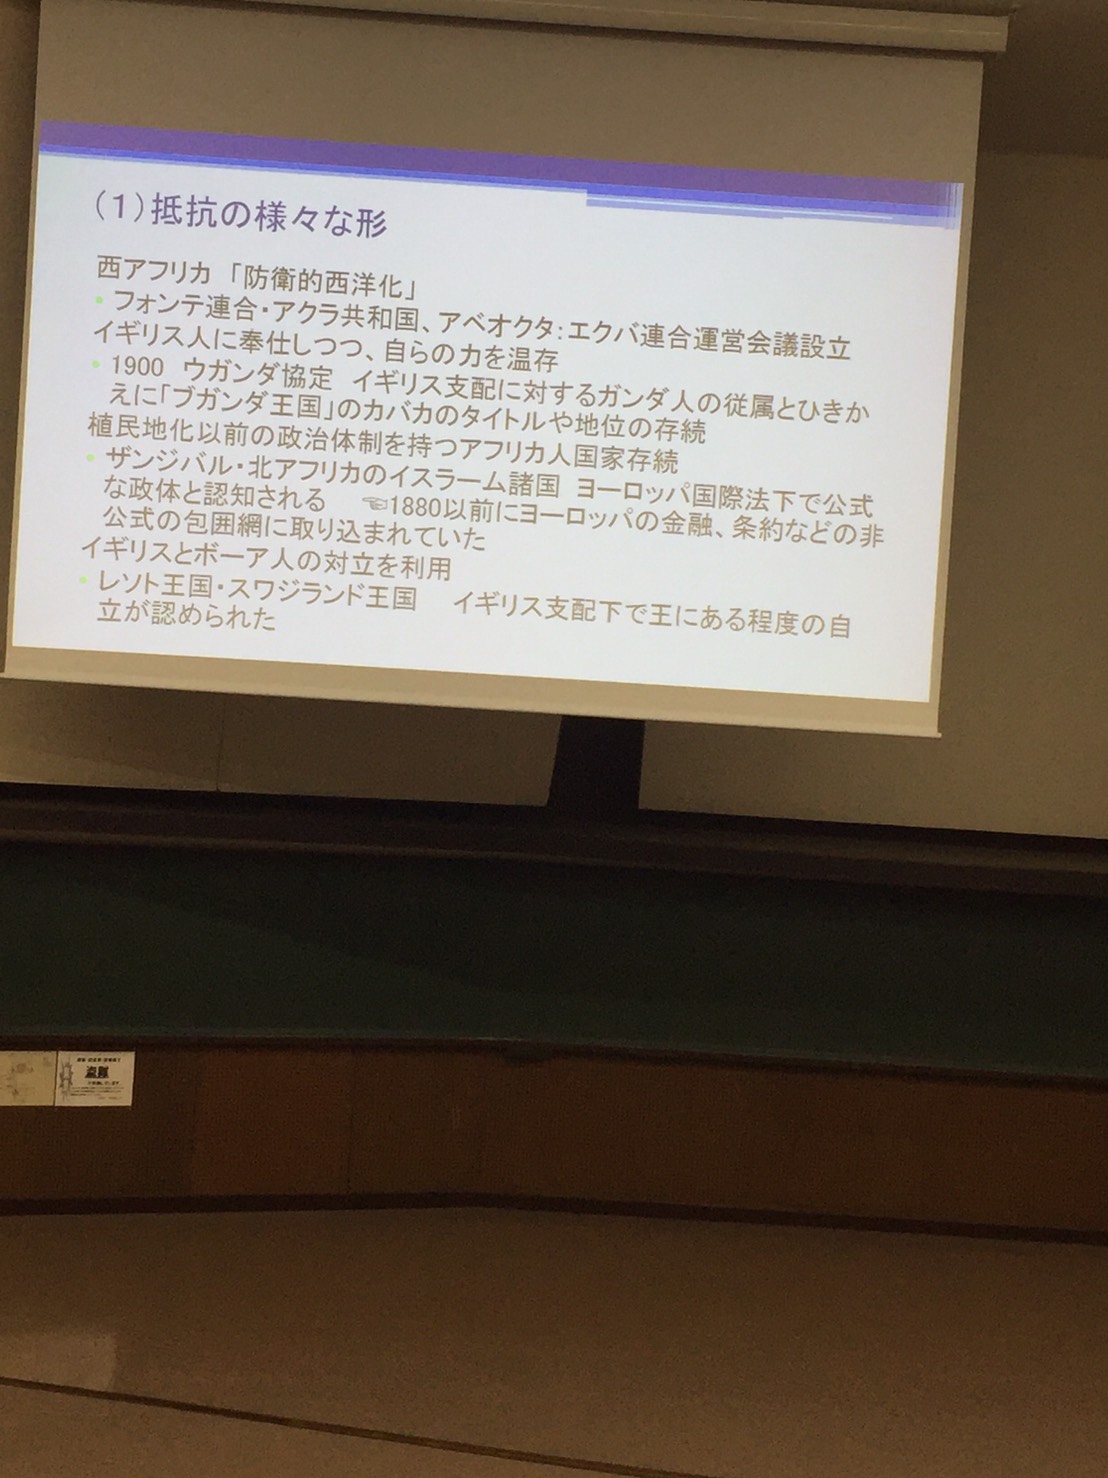 (1)抵抗の様々な形
西アフリカ 「防衛的西洋化」
• フォンテ連合・アクラ共和国、アベオクタ:エクバ連合運営会議設立
イギリス人に奉仕しつつ、自らの力を温存
• 1900 ウガンダ協定 イギリス支配に対するガンダ人の従属とひきか
えに「ブガンダ王国」のカバカのタイトルや地位の存続
植民地化以前の政治体制を持つアフリカ人国家存続
• ザンジバル・北アフリカのイスラーム諸国 ヨーロッパ国際法下で公式
な政体と認知される ☜1880以前にヨーロッパの金融、条約などの非
公式の包囲網に取り込まれていた
イギリスとボーア人の対立を利用
• レソト王国・スワジランド王国 イギリス支配下で王にある程度の自
立が認められた
盗難